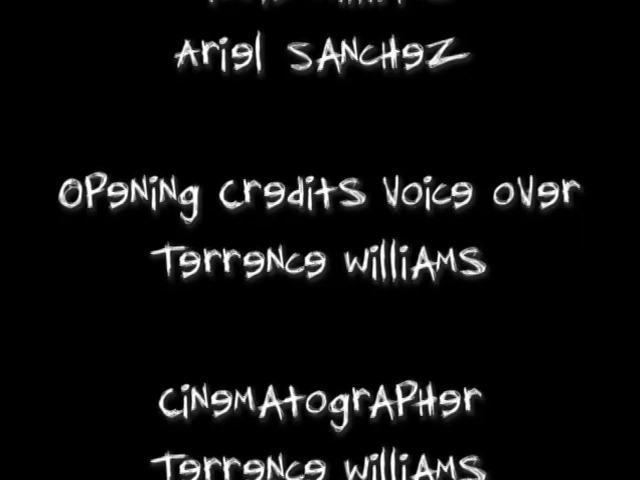 Ariel SANcHeZ
OPeNiNg creditS Voice oVer
TerreNce WilliAMS
CiNeMAtogrAPHer
TerreNce WilliAMS